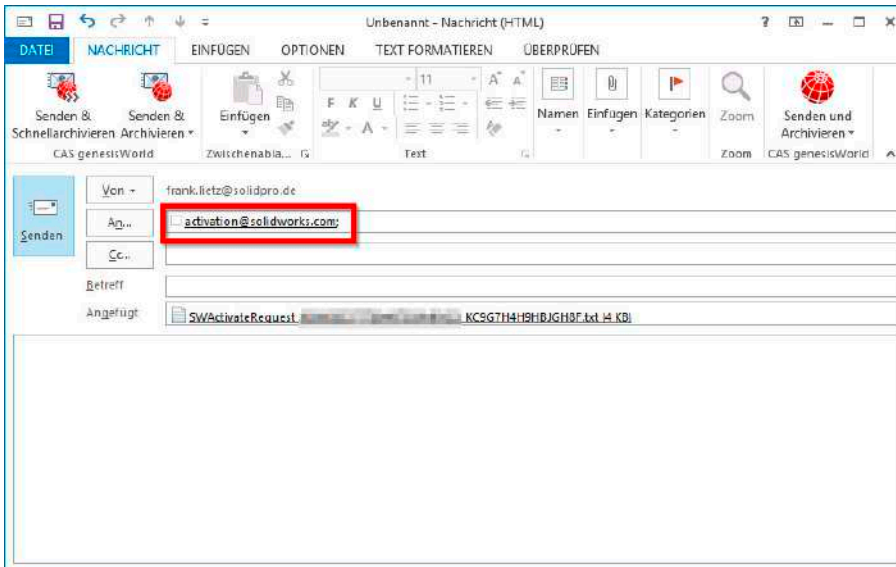 Unbenannt - Nachricht (HTML)
DATEI NACHRICHT EINFÜGEN OPTIONEN TEXT FORMATIEREN ÜBERPRÜFEN
11
Senden & Schnellarchivieren
Senden & Archivieren
CAS genesisWorld
Einfügen
Zwischenabla...
F K U
Text
Namen
Einfügen
Kategorien
Zoom
Zoom
Senden und Archivieren
CAS genesisWorld
Senden
Von frank.lietz@solidpro.de
An... activation@solidworks.com;
Cc...
Betreff
Angefügt SWActivateRequest KC9G7H4H9HBJGH8F.txt (4 KB)